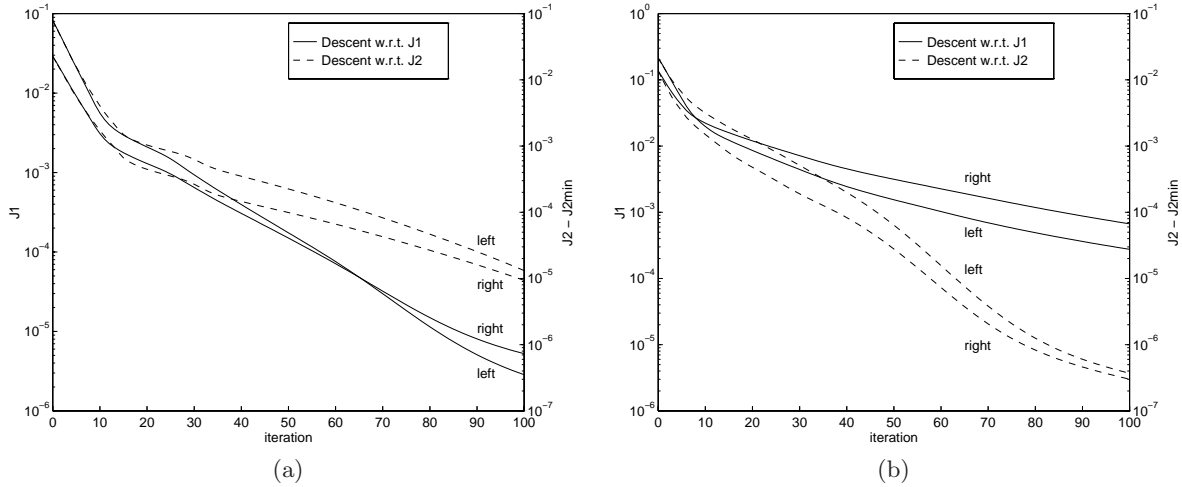 10⁻¹
10⁻²
10⁻³
10⁻⁴
10⁻⁵
10⁻⁶
J1
10⁻¹
10⁻²
10⁻³
10⁻⁴
10⁻⁵
10⁻⁶
10⁻⁷
J2 − J2min
Descent w.r.t. J1
Descent w.r.t. J2
left
right
right
left
0 10 20 30 40 50 60 70 80 90 100
iteration
(a)
10⁰
10⁻¹
10⁻²
10⁻³
10⁻⁴
10⁻⁵
10⁻⁶
J1
10⁻¹
10⁻²
10⁻³
10⁻⁴
10⁻⁵
10⁻⁶
10⁻⁷
J2 − J2min
Descent w.r.t. J1
Descent w.r.t. J2
right
left
left
right
0 10 20 30 40 50 60 70 80 90 100
iteration
(b)